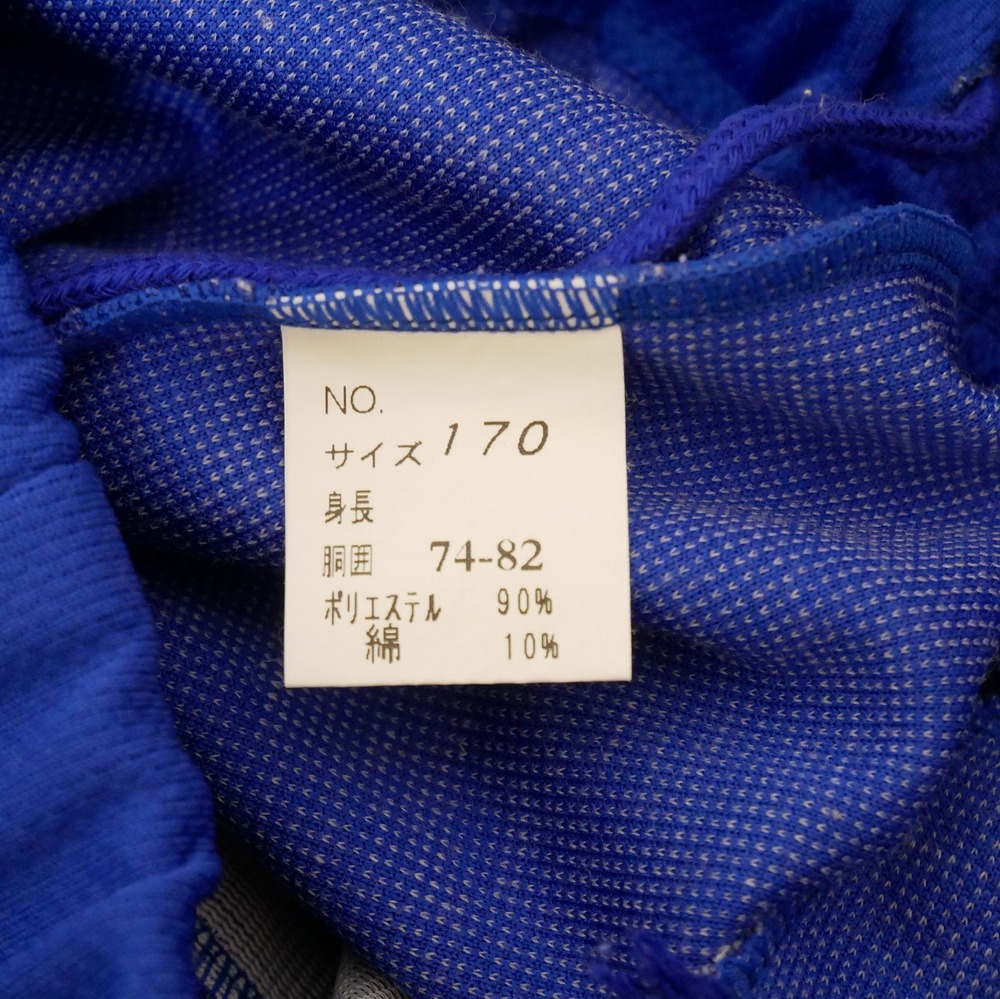 NO.
サイズ 170
身長
胴囲 74-82
ポリエステル 90%
綿 10%